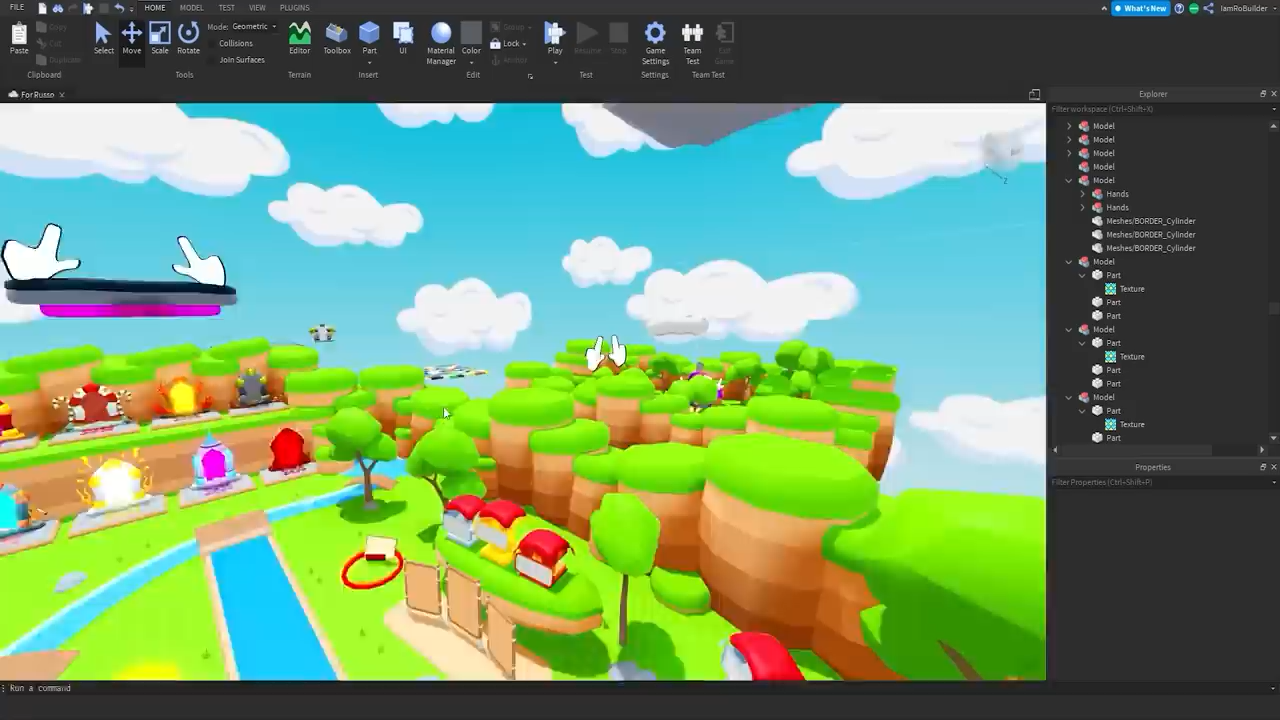 FILE HOME MODEL TEST VIEW PLUGINS What's New IamRoBuilder
Paste Copy Cut Duplicate Select Move Scale Rotate Mode: Geometric Collisions Join Surfaces Editor Toolbox Part UI Material Manager Color Group Lock Anchor Play Resume Stop Game Settings Team Test Exit Game
Clipboard Tools Terrain Insert Edit Test Settings Team Test
For Russo Explorer
Filter workspace (Ctrl+Shift+X)
Model
Model
Model
Model
Model
Hands
Hands
Meshes/BORDER_Cylinder
Meshes/BORDER_Cylinder
Meshes/BORDER_Cylinder
Model
Part
Texture
Part
Part
Model
Part
Texture
Part
Part
Model
Part
Texture
Part
Properties
Filter Properties (Ctrl+Shift+P)
Z
Run a command